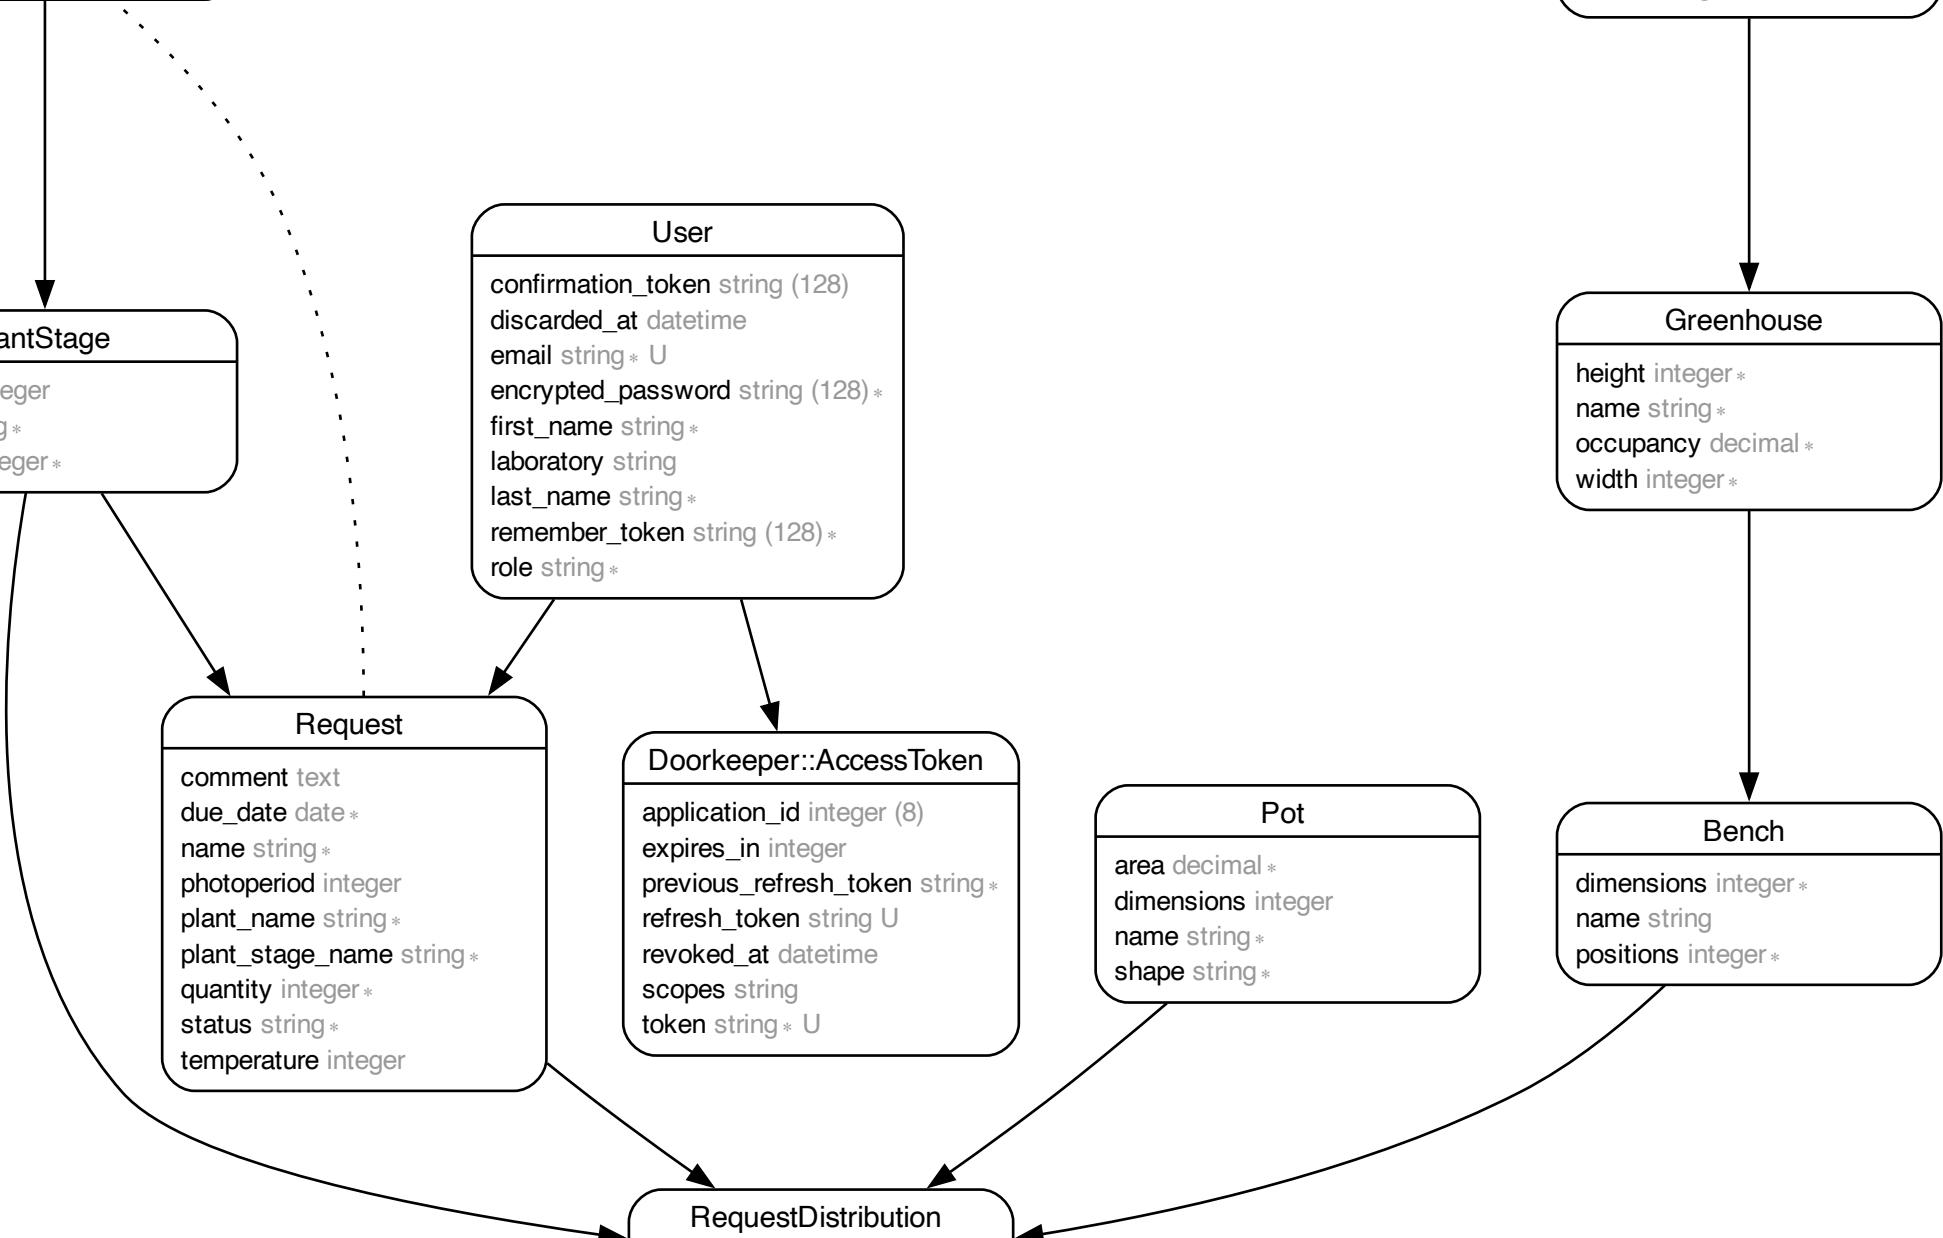 User
confirmation_token string (128)
discarded_at datetime
email string* U
encrypted_password string (128)*
first_name string*
laboratory string
last_name string*
remember_token string (128)*
role string*
antStage
eger
g*
eger*
Greenhouse
height integer*
name string*
occupancy decimal*
width integer*
Request
comment text
due_date date*
name string*
photoperiod integer
plant_name string*
plant_stage_name string*
quantity integer*
status string*
temperature integer
Doorkeeper::AccessToken
application_id integer (8)
expires_in integer
previous_refresh_token string*
refresh_token string U
revoked_at datetime
scopes string
token string* U
Pot
area decimal*
dimensions integer
name string*
shape string*
Bench
dimensions integer*
name string
positions integer*
RequestDistribution